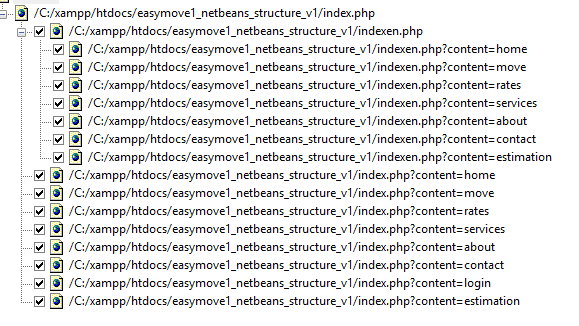 /C:/xampp/htdocs/easymove1_netbeans_structure_v1/index.php
/C:/xampp/htdocs/easymove1_netbeans_structure_v1/indexen.php
/C:/xampp/htdocs/easymove1_netbeans_structure_v1/indexen.php?content=home
/C:/xampp/htdocs/easymove1_netbeans_structure_v1/indexen.php?content=move
/C:/xampp/htdocs/easymove1_netbeans_structure_v1/indexen.php?content=rates
/C:/xampp/htdocs/easymove1_netbeans_structure_v1/indexen.php?content=services
/C:/xampp/htdocs/easymove1_netbeans_structure_v1/indexen.php?content=about
/C:/xampp/htdocs/easymove1_netbeans_structure_v1/indexen.php?content=contact
/C:/xampp/htdocs/easymove1_netbeans_structure_v1/indexen.php?content=estimation
/C:/xampp/htdocs/easymove1_netbeans_structure_v1/index.php?content=home
/C:/xampp/htdocs/easymove1_netbeans_structure_v1/index.php?content=move
/C:/xampp/htdocs/easymove1_netbeans_structure_v1/index.php?content=rates
/C:/xampp/htdocs/easymove1_netbeans_structure_v1/index.php?content=services
/C:/xampp/htdocs/easymove1_netbeans_structure_v1/index.php?content=about
/C:/xampp/htdocs/easymove1_netbeans_structure_v1/index.php?content=contact
/C:/xampp/htdocs/easymove1_netbeans_structure_v1/index.php?content=login
/C:/xampp/htdocs/easymove1_netbeans_structure_v1/index.php?content=estimation